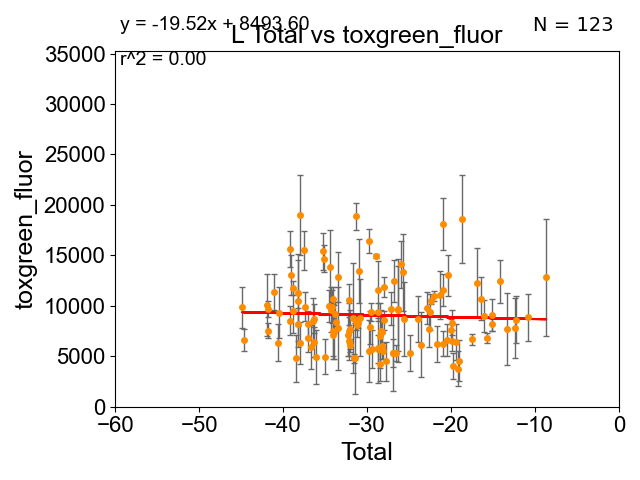 y = -19.52x + 8493.60
N = 123
L Total vs toxgreen_fluor
r^2 = 0.00
35000
30000
25000
20000
15000
10000
5000
0
toxgreen_fluor
−60 −50 −40 −30 −20 −10 0
Total